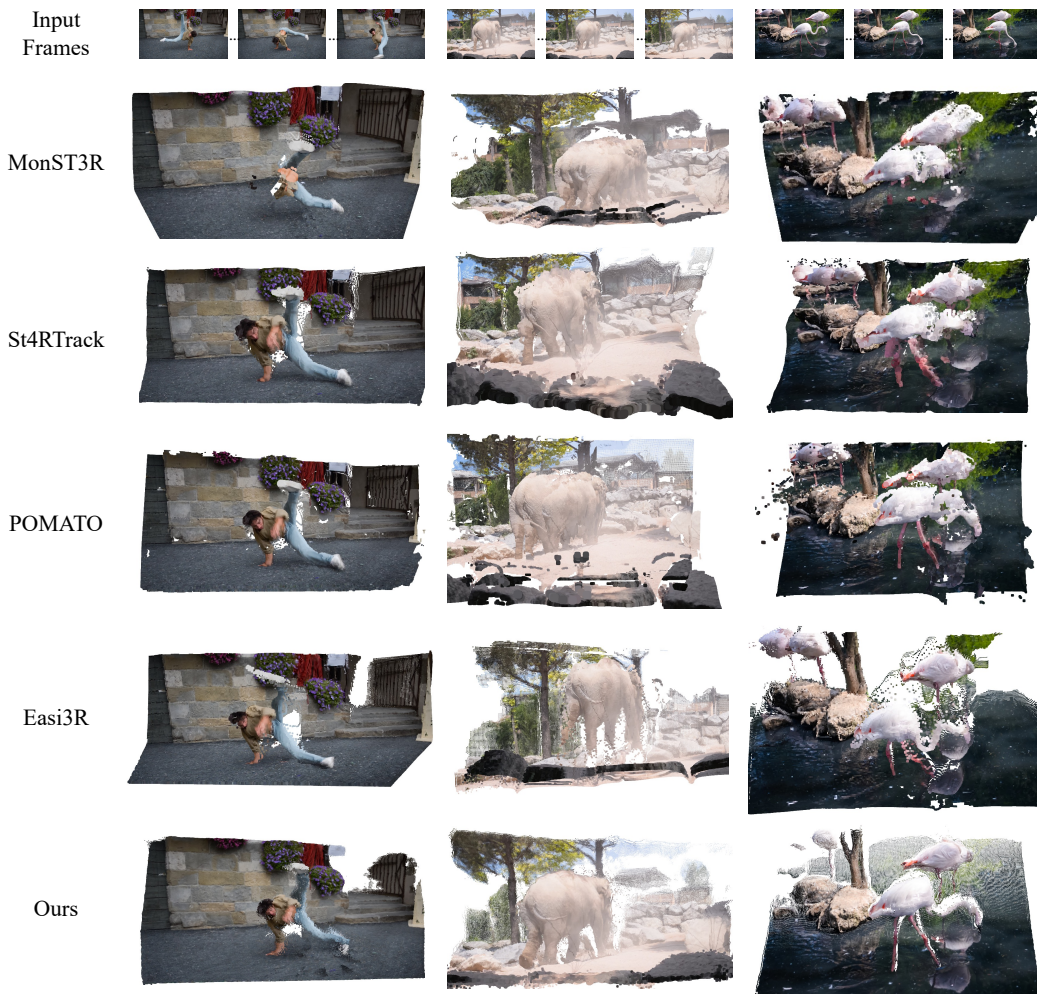 Input
Frames
MonST3R
St4RTrack
POMATO
Easi3R
Ours